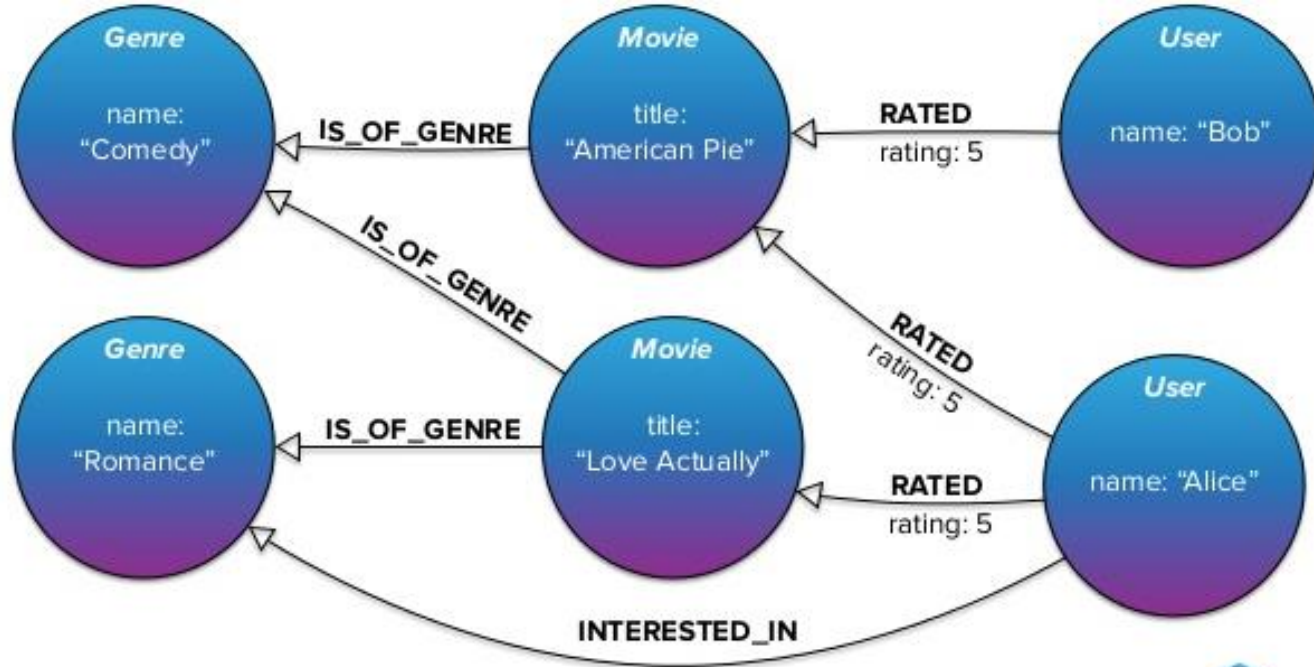 Genre
name:
“Comedy”
IS_OF_GENRE
Movie
title:
“American Pie”
RATED
rating: 5
User
name: “Bob”
IS_OF_GENRE
RATED
rating: 5
Genre
name:
“Romance”
IS_OF_GENRE
Movie
title:
“Love Actually”
RATED
rating: 5
User
name: “Alice”
INTERESTED_IN